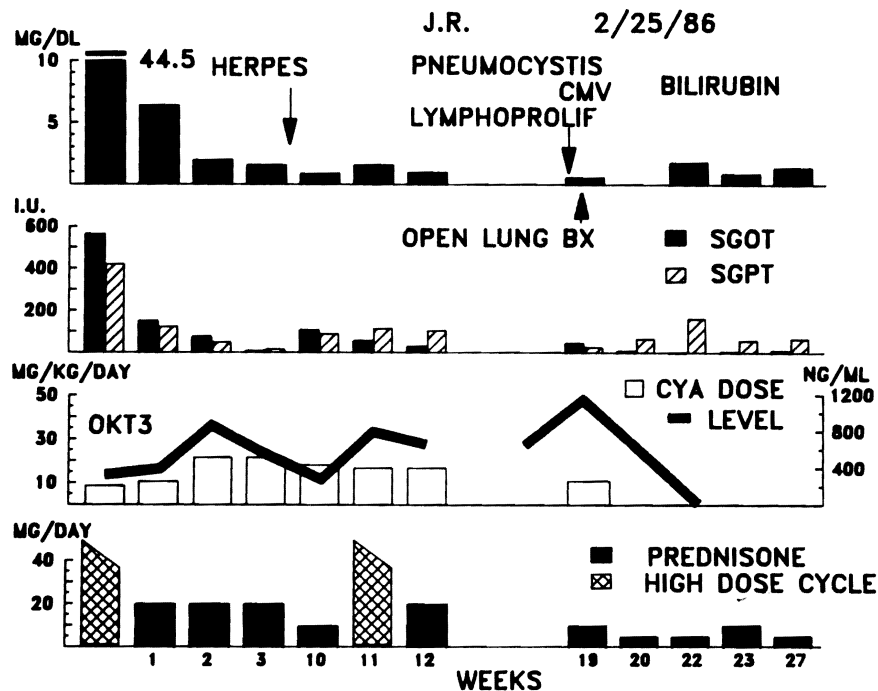 J.R. 2/25/86
MG/DL
10
5
44.5
HERPES
PNEUMOCYSTIS
CMV
LYMPHOPROLIF
BILIRUBIN
I.U.
600
400
200
OPEN LUNG BX
SGOT
SGPT
MG/KG/DAY
50
30
10
OKT3
CYA DOSE
LEVEL
NG/ML
1200
800
400
MG/DAY
40
20
PREDNISONE
HIGH DOSE CYCLE
1 2 3 10 11 12 19 20 22 23 27
WEEKS